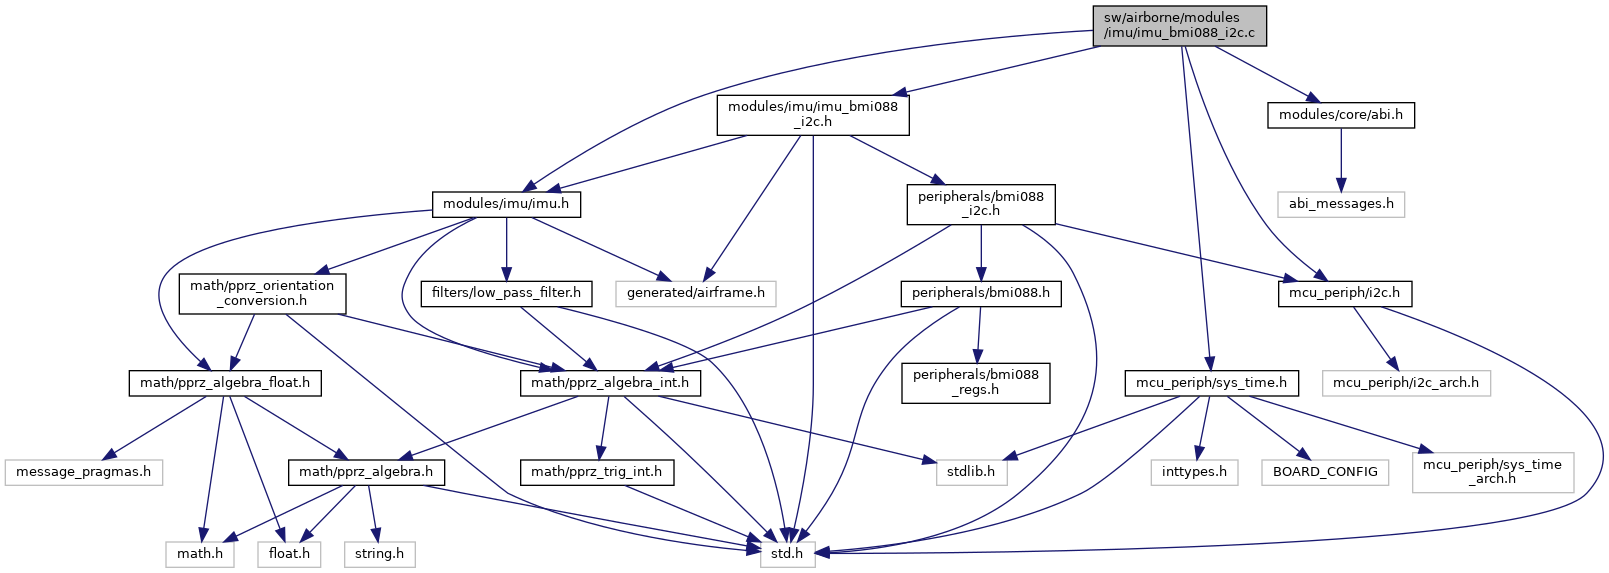 sw/airborne/modules
/imu/imu_bmi088_i2c.c
modules/imu/imu_bmi088
_i2c.h
modules/core/abi.h
modules/imu/imu.h
peripherals/bmi088
_i2c.h
abi_messages.h
math/pprz_orientation
_conversion.h
filters/low_pass_filter.h
generated/airframe.h
peripherals/bmi088.h
mcu_periph/i2c.h
math/pprz_algebra_float.h
math/pprz_algebra_int.h
peripherals/bmi088
_regs.h
mcu_periph/sys_time.h
mcu_periph/i2c_arch.h
message_pragmas.h
math/pprz_algebra.h
math/pprz_trig_int.h
stdlib.h
inttypes.h
BOARD_CONFIG
mcu_periph/sys_time
_arch.h
math.h
float.h
string.h
std.h